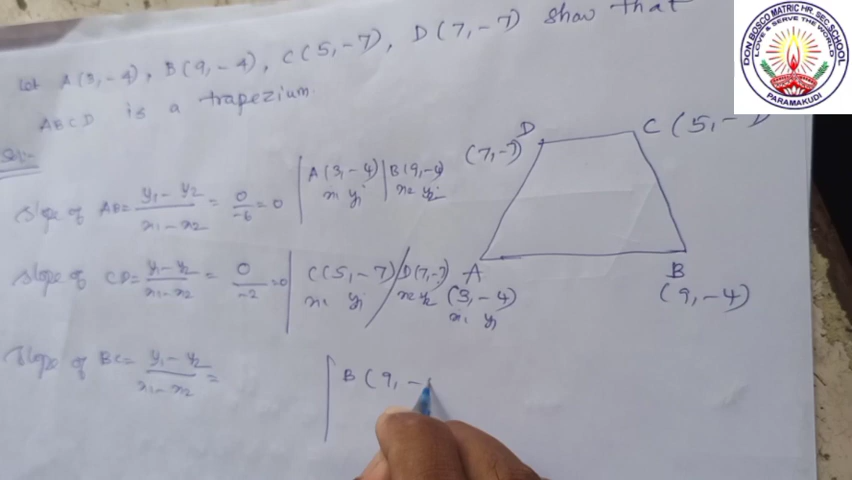 Let A(3,-4), B(9,-4), C(5,-7), D(7,-7) show that
ABCD is a trapezium.
Sol:-
Slope of AB = y₁-y₂/x₁-x₂ = 0/-6 = 0 | A(3,-4) | B(9,-4)
x₁ y₁ x₂ y₂
Slope of CD = y₁-y₂/x₁-x₂ = 0/-2 = 0 | C(5,-7) / D(7,-7)
x₁ y₁ x₂ y₂
Slope of BC = y₁-y₂/x₁-x₂ =
B(9,-
D
(7,-7)
C(5,-
A
(3,-4)
x₁ y₁
B
(9,-4)
DON BOSCO MATRIC HR. SEC. SCHOOL
LOVE & SERVE THE WORLD
PARAMAKUDI